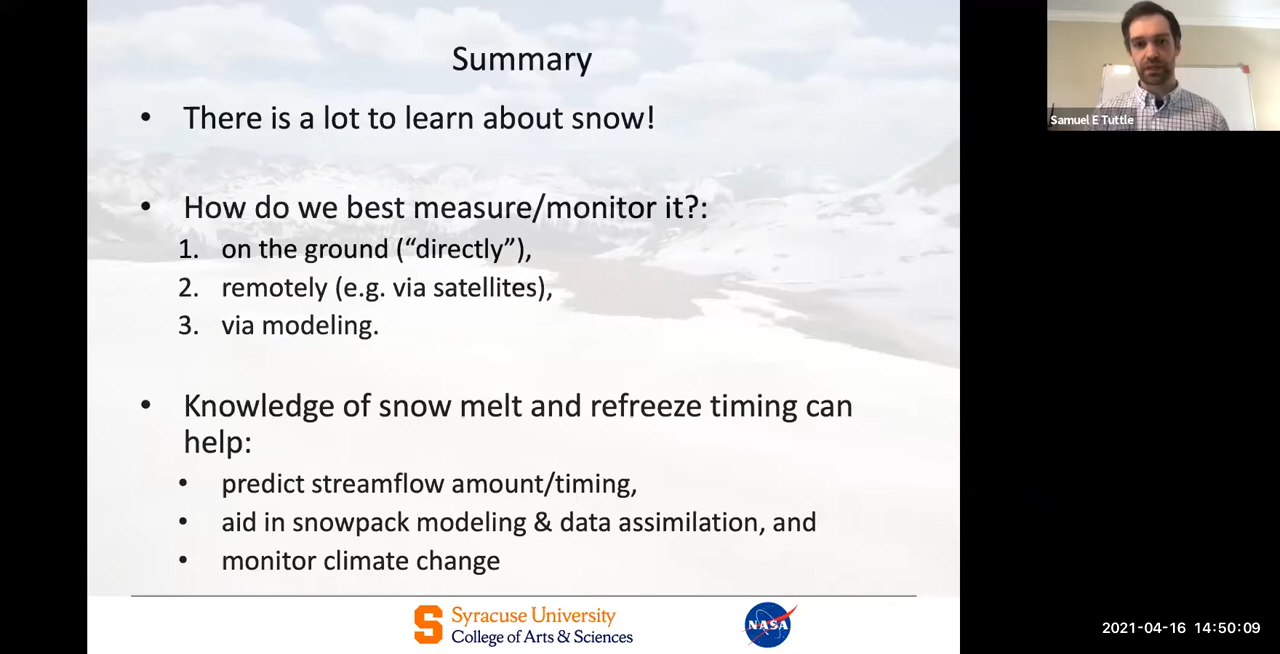 Summary
• There is a lot to learn about snow!
• How do we best measure/monitor it?:
1. on the ground (“directly”),
2. remotely (e.g. via satellites),
3. via modeling.
• Knowledge of snow melt and refreeze timing can
help:
• predict streamflow amount/timing,
• aid in snowpack modeling & data assimilation, and
• monitor climate change
S Syracuse University
College of Arts & Sciences
NASA
Samuel E Tuttle
2021-04-16 14:50:09